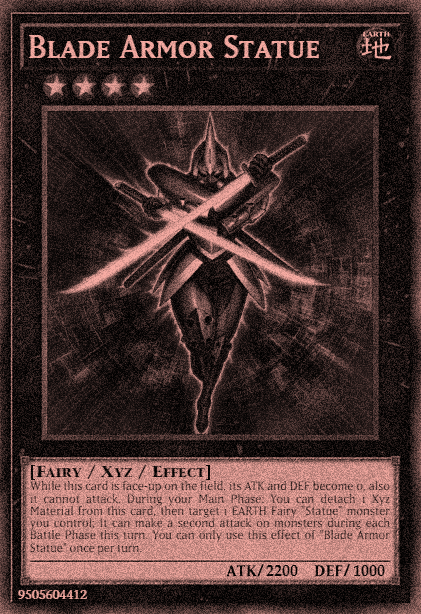 BLADE ARMOR STATUE
EARTH
地
[FAIRY / XYZ / EFFECT]
While this card is face-up on the field, its ATK and DEF become 0, also
it cannot attack. During your Main Phase: You can detach 1 Xyz
Material from this card, then target 1 EARTH Fairy "Statue" monster
you control; It can make a second attack on monsters during each
Battle Phase this turn. You can only use this effect of "Blade Armor
Statue" once per turn.
ATK/2200 DEF/1000
9505604412